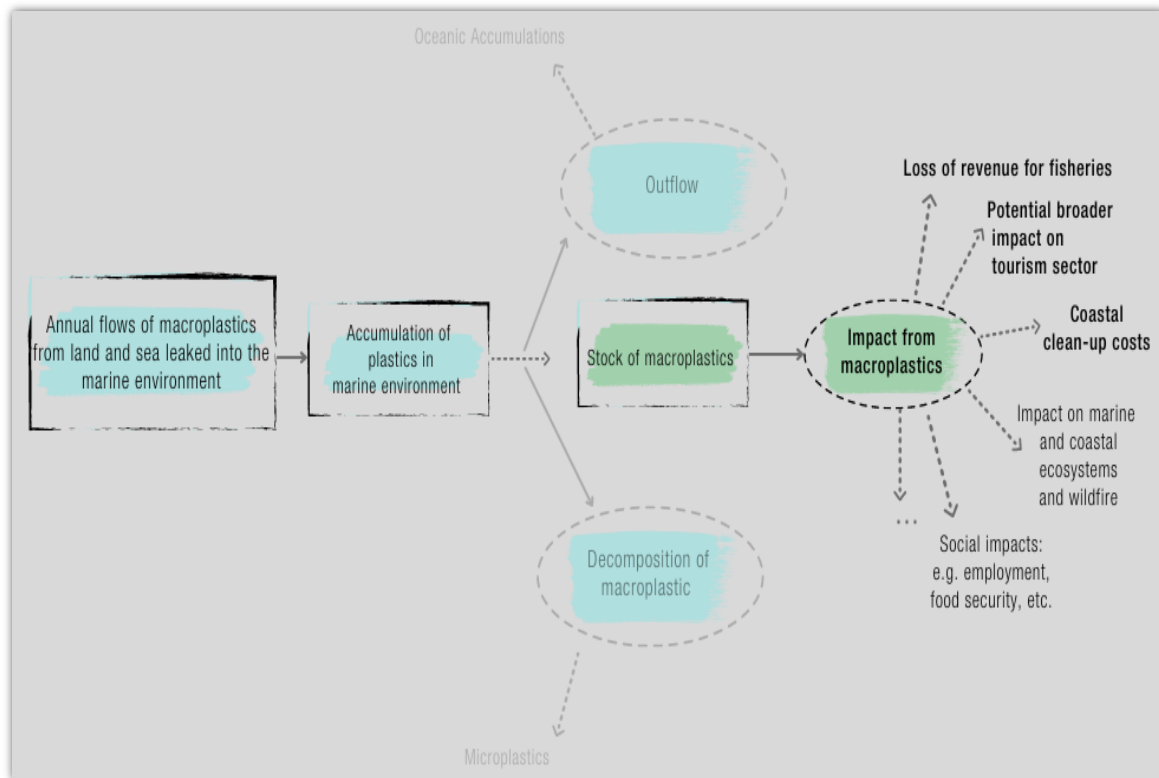 Oceanic Accumulations
Outflow
Loss of revenue for fisheries
Potential broader
impact on
tourism sector
Annual flows of macroplastics
from land and sea leaked into the
marine environment
Accumulation of
plastics in
marine environment
Stock of macroplastics
Impact from
macroplastics
Coastal
clean-up costs
Impact on marine
and coastal
ecosystems
and wildfire
...
Social impacts:
e.g. employment,
food security, etc.
Decomposition of
macroplastic
Microplastics